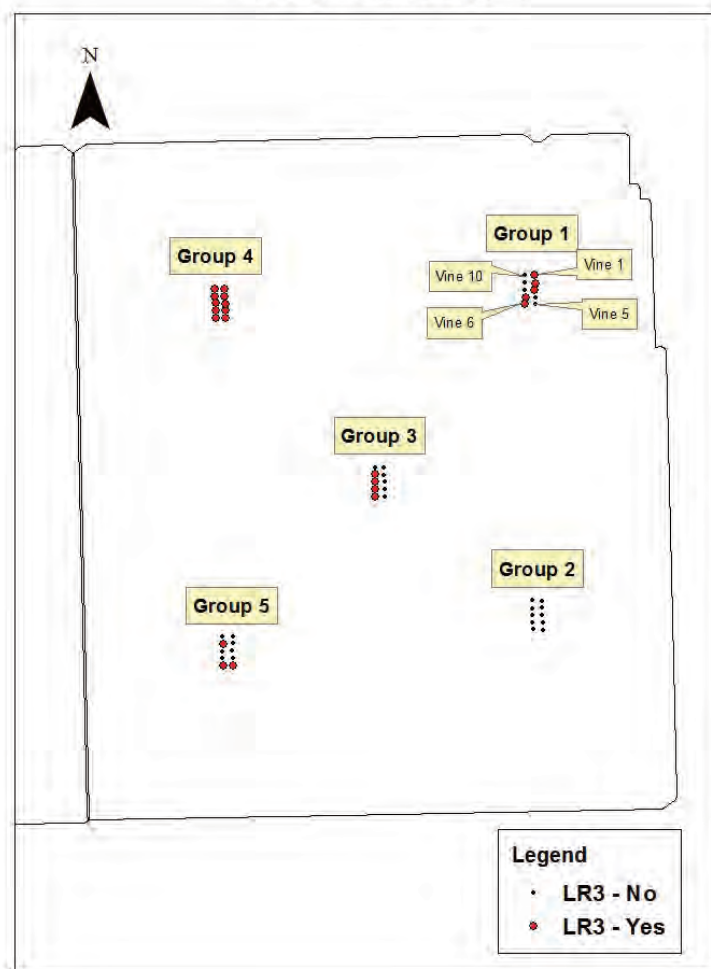 N
Group 1
Group 4
Vine 10
Vine 1
Vine 6
Vine 5
Group 3
Group 2
Group 5
Legend
LR3 - No
LR3 - Yes